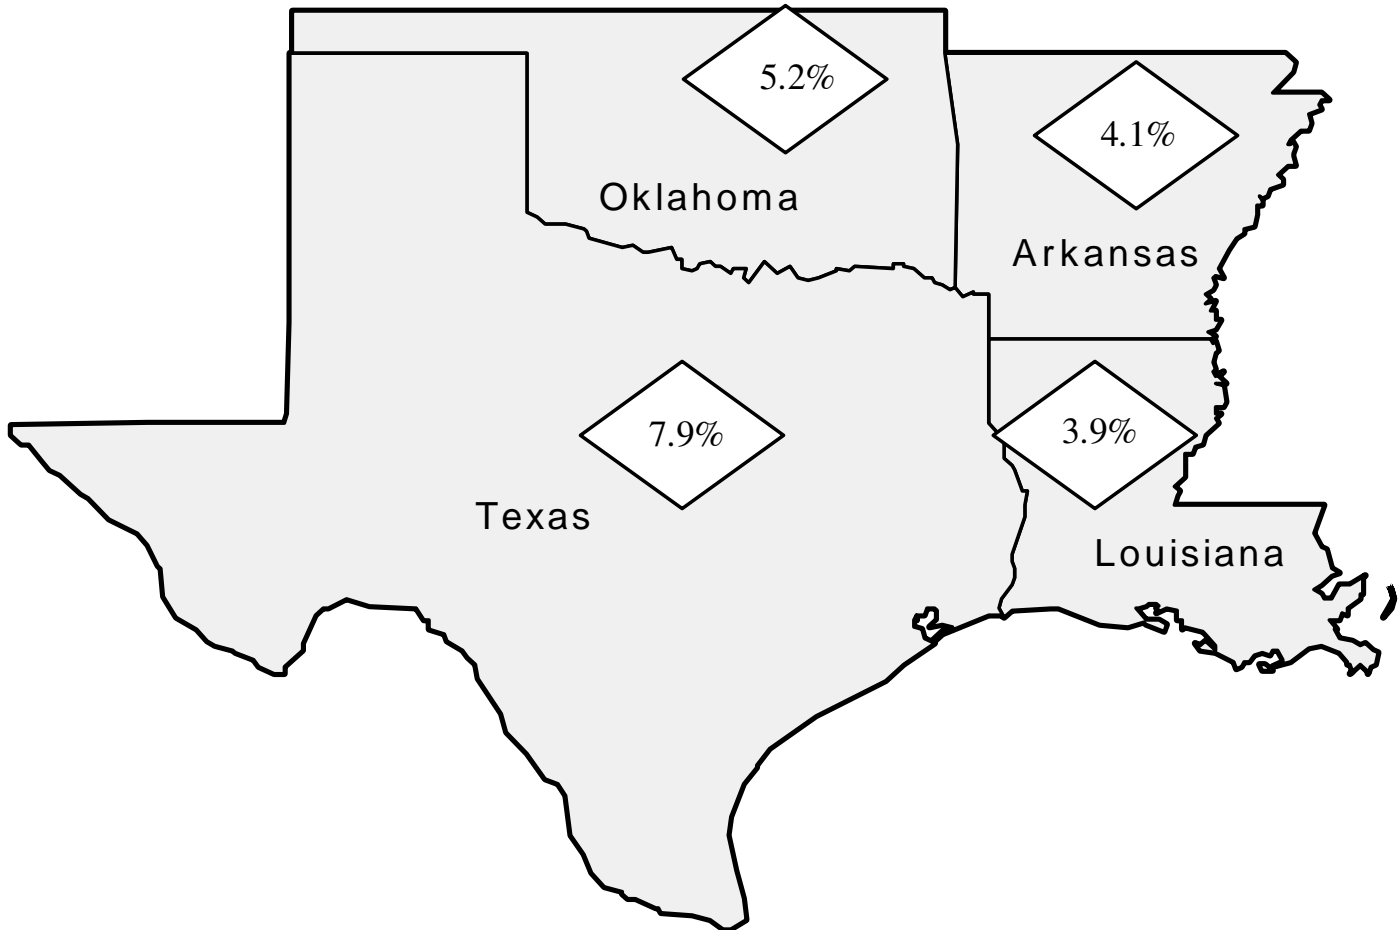 5.2%
4.1%
Oklahoma
Arkansas
7.9%
3.9%
Texas
Louisiana